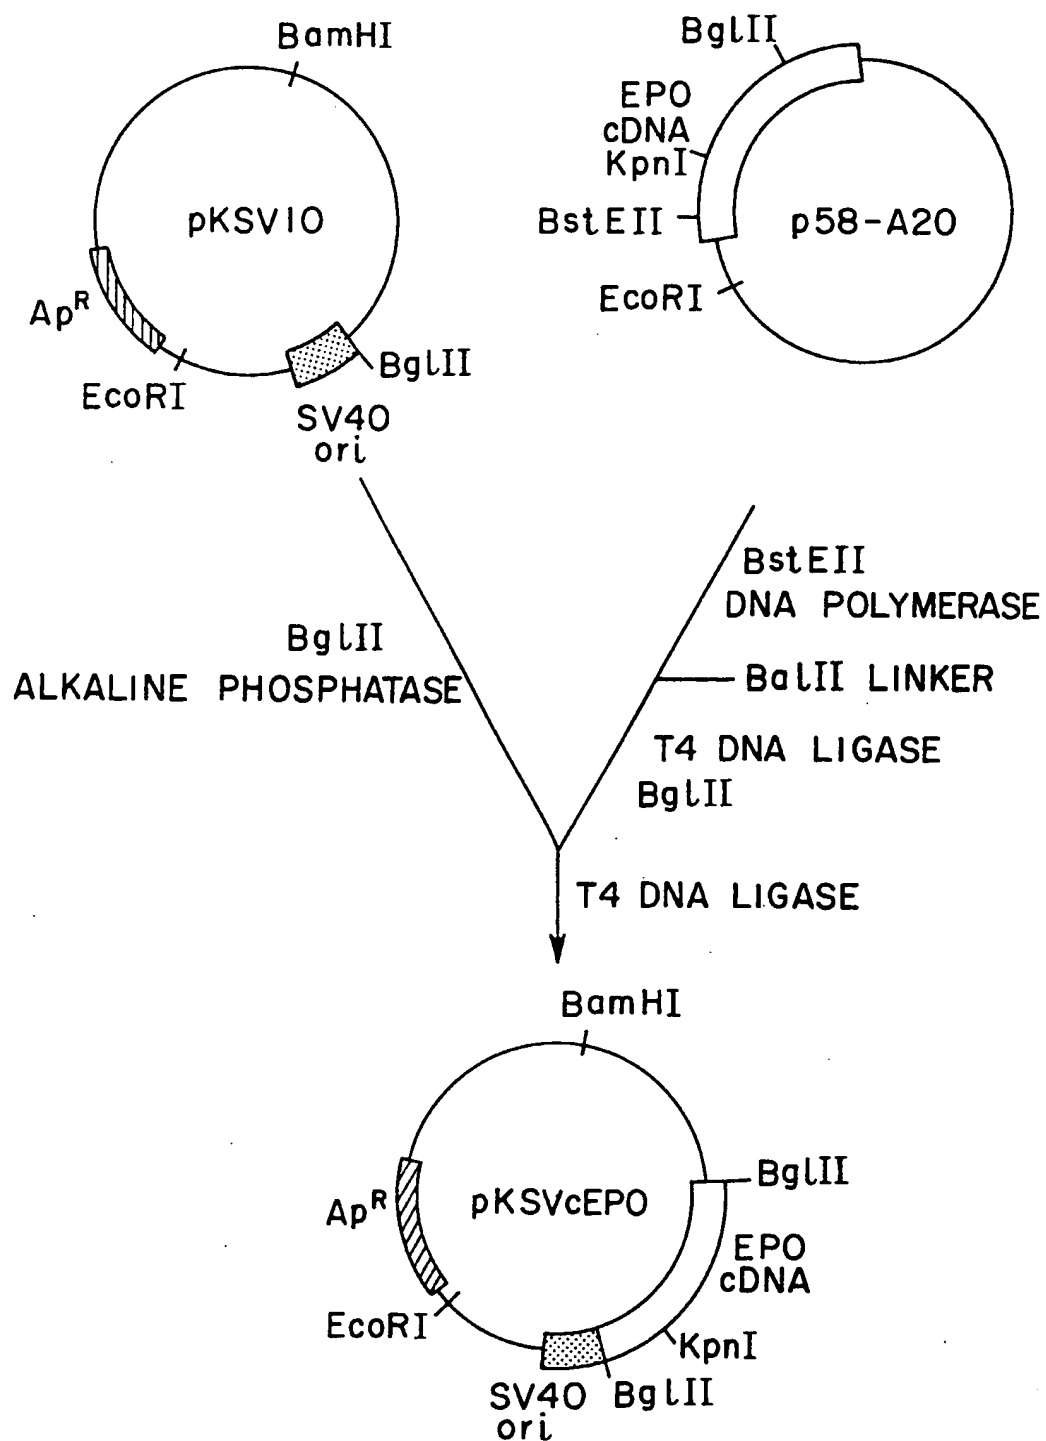 BamHI
pKSV10
Ap^R
EcoRI
BglII
SV40
ori
BglII
EPO
cDNA
KpnI
BstEII
EcoRI
p58-A20
BglII
ALKALINE PHOSPHATASE
BstEII
DNA POLYMERASE
BalII LINKER
T4 DNA LIGASE
BglII
T4 DNA LIGASE
BamHI
pKSVcEPO
Ap^R
EcoRI
BglII
EPO
cDNA
KpnI
BglII
SV40
ori